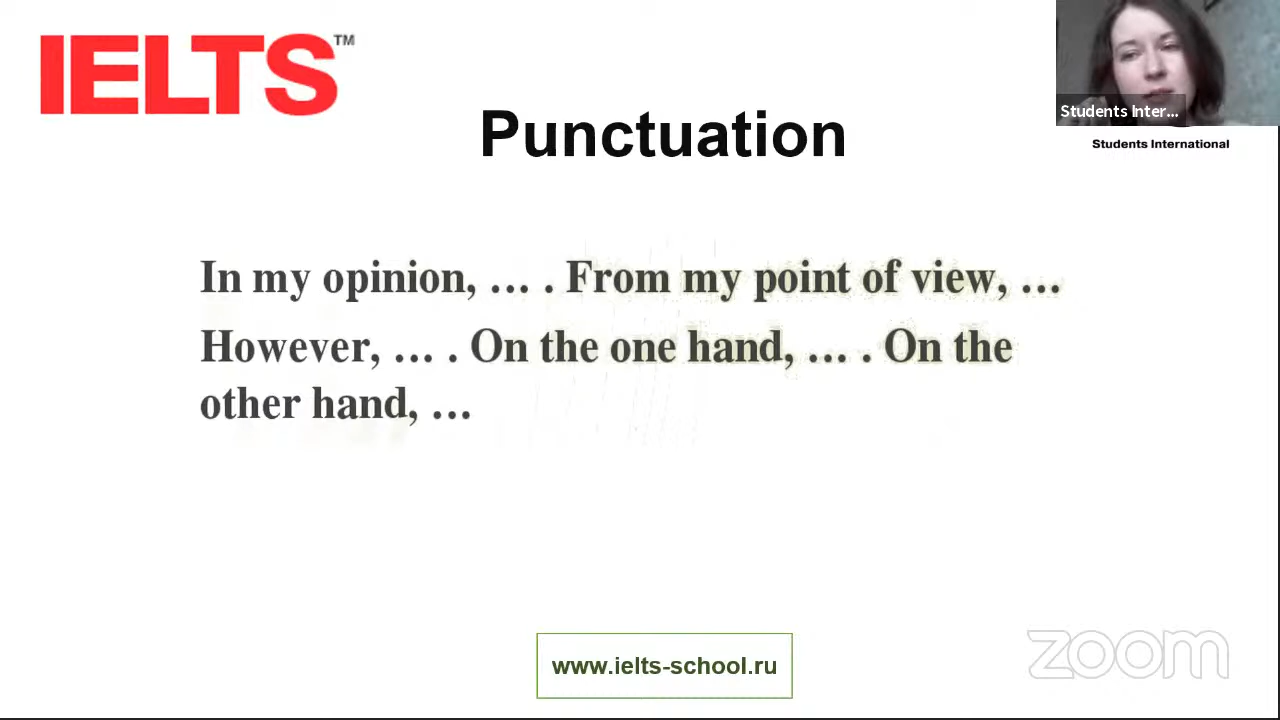 IELTS™
Students Inter...
Punctuation
Students International
In my opinion, ... . From my point of view, ...
However, ... . On the one hand, ... . On the
other hand, ...
www.ielts-school.ru
zoom